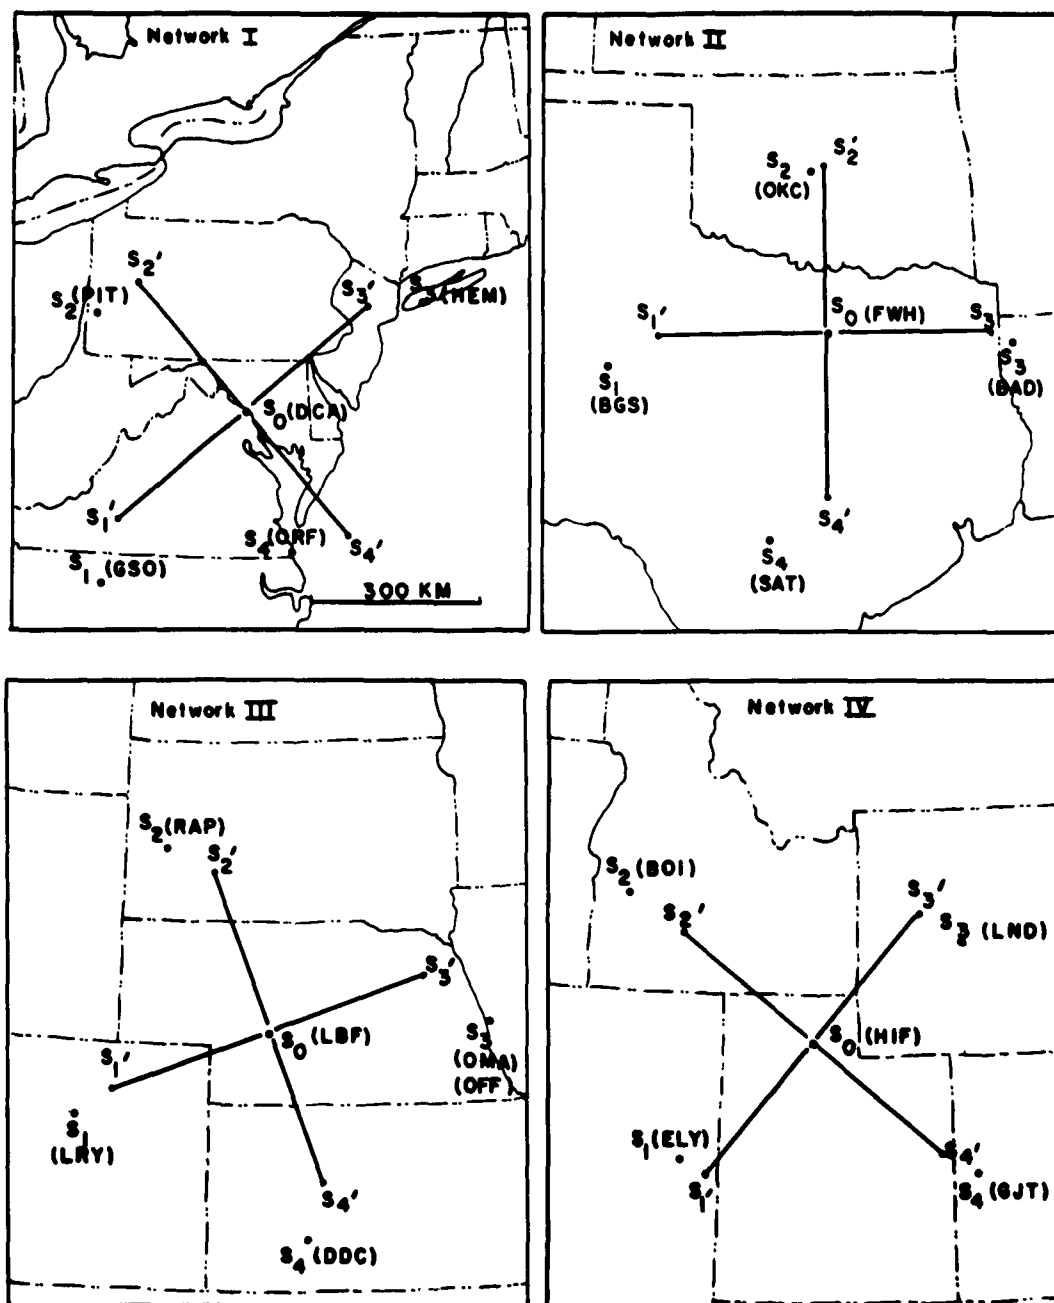 Network I
S2'
S2 (PIT)
S3'
S3 (HEM)
S0 (DCA)
S1'
S4 (ORF)
S4'
S1 (GSO)
300 KM
Network II
S2'
S2
(OKC)
S1'
S0 (FWH)
S3
S1
(BGS)
S3
(BAD)
S4'
S4
(SAT)
Network III
S2 (RAP)
S2'
S3'
S0 (LBF)
S1'
S3
(OMA)
(OFF)
S1
(LRY)
S4'
S4 (DDC)
Network IV
S2 (BOI)
S2'
S3'
(LND)
S0 (HIF)
S1 (ELY)
S4'
S1'
S4 (GJT)